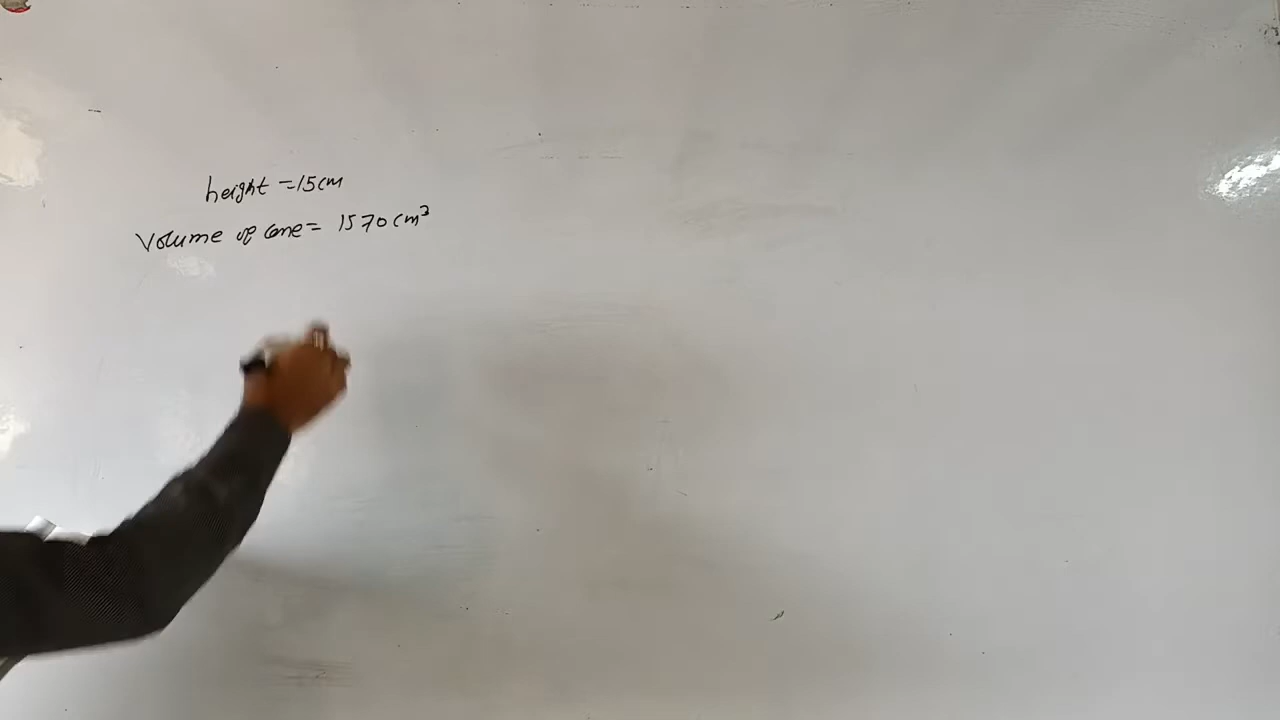 height = 15cm
Volume of cone = 1570 cm³